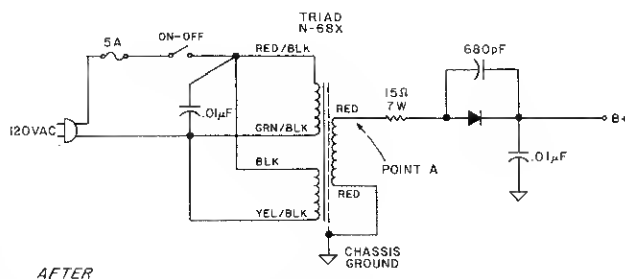 TRIAD
N-68X
5A
ON-OFF
RED/BLK
680pF
.01µF
15Ω
7W
RED
120VAC
GRN/BLK
B+
BLK
POINT A
.01µF
YEL/BLK
RED
CHASSIS
GROUND
AFTER